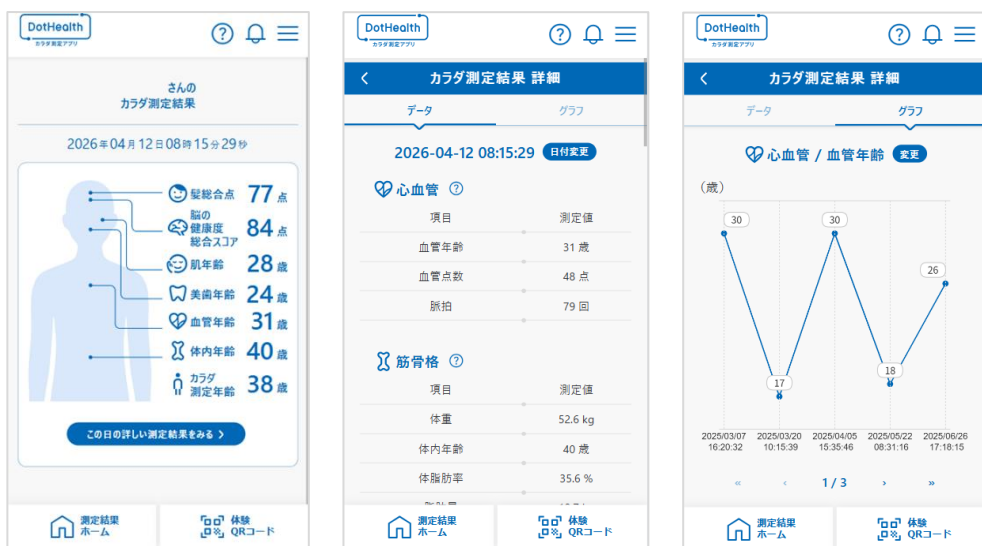 DotHealth
カラダ測定アプリ
さんの
カラダ測定結果
2026年04月12日08時15分29秒
髪総合点 77点
脳の
健康度
総合スコア 84点
肌年齢 28歳
美歯年齢 24歳
血管年齢 31歳
体内年齢 40歳
カラダ
測定年齢 38歳
この日の詳しい測定結果をみる >
測定結果
ホーム
体験
QRコード
DotHealth
カラダ測定アプリ
< カラダ測定結果 詳細
データ グラフ
2026-04-12 08:15:29 日付変更
心血管 ?
項目 測定値
血管年齢 31 歳
血管点数 48 点
脈拍 79 回
筋骨格 ?
項目 測定値
体重 52.6 kg
体内年齢 40 歳
体脂肪率 35.6 %
測定結果
ホーム
体験
QRコード
DotHealth
カラダ測定アプリ
< カラダ測定結果 詳細
データ グラフ
心血管 / 血管年齢 変更
(歳)
30 17 30 18 26
2025/03/07 2025/03/20 2025/04/05 2025/05/22 2025/06/26
16:20:32 10:15:39 15:35:46 08:31:16 17:18:15
« ‹ 1 / 3 › »
測定結果
ホーム
体験
QRコード